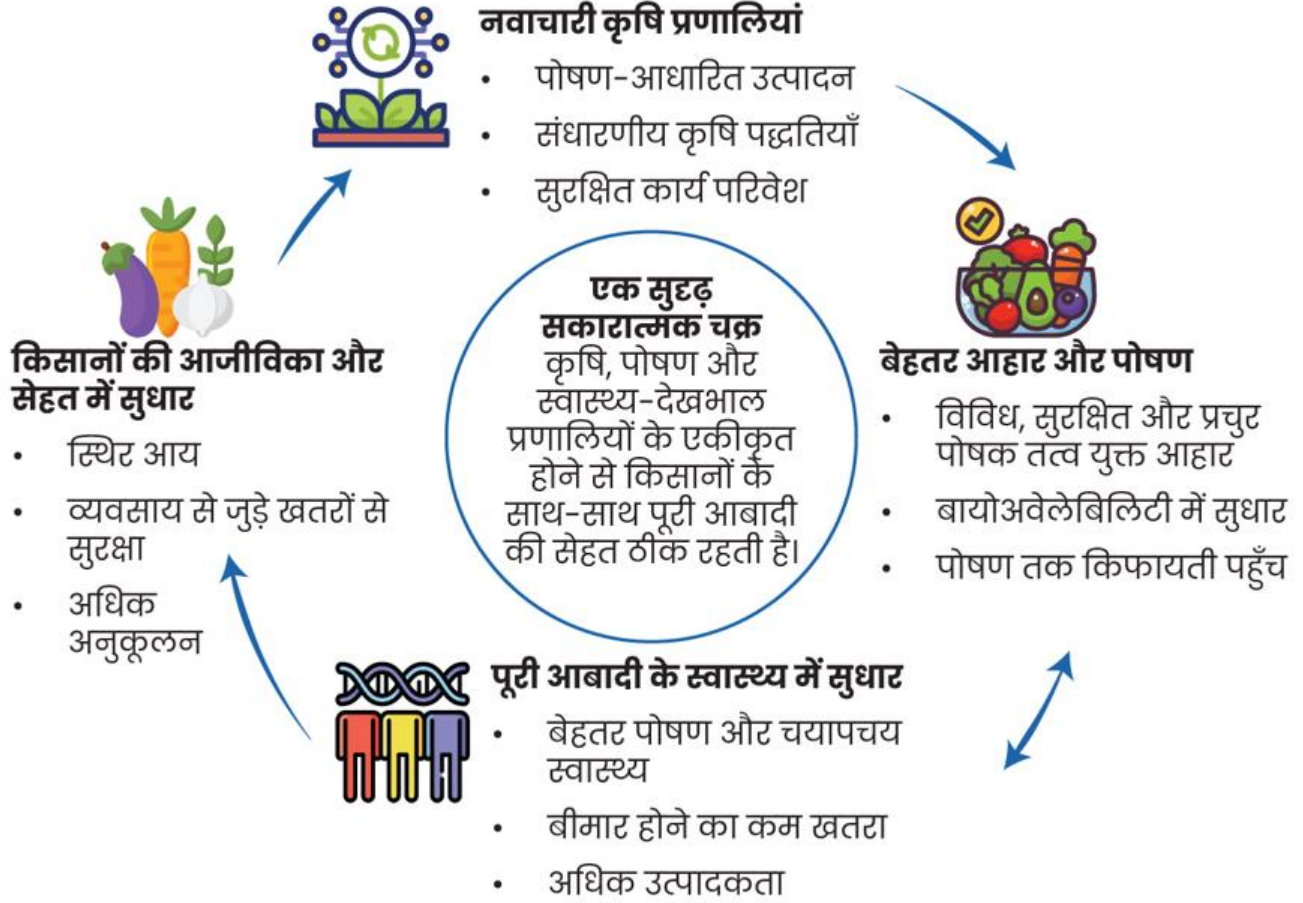 नवाचारी कृषि प्रणालियां
• पोषण-आधारित उत्पादन
• संधारणीय कृषि पद्धतियाँ
• सुरक्षित कार्य परिवेश
बेहतर आहार और पोषण
• विविध, सुरक्षित और प्रचुर
पोषक तत्व युक्त आहार
• बायोअवेलेबिलिटी में सुधार
• पोषण तक किफायती पहुँच
पूरी आबादी के स्वास्थ्य में सुधार
• बेहतर पोषण और चयापचय
स्वास्थ्य
• बीमार होने का कम खतरा
• अधिक उत्पादकता
किसानों की आजीविका और
सेहत में सुधार
• स्थिर आय
• व्यवसाय से जुड़े खतरों से
सुरक्षा
• अधिक
अनुकूलन
एक सुदृढ़
सकारात्मक चक्र
कृषि, पोषण और
स्वास्थ्य-देखभाल
प्रणालियों के एकीकृत
होने से किसानों के
साथ-साथ पूरी आबादी
की सेहत ठीक रहती है।